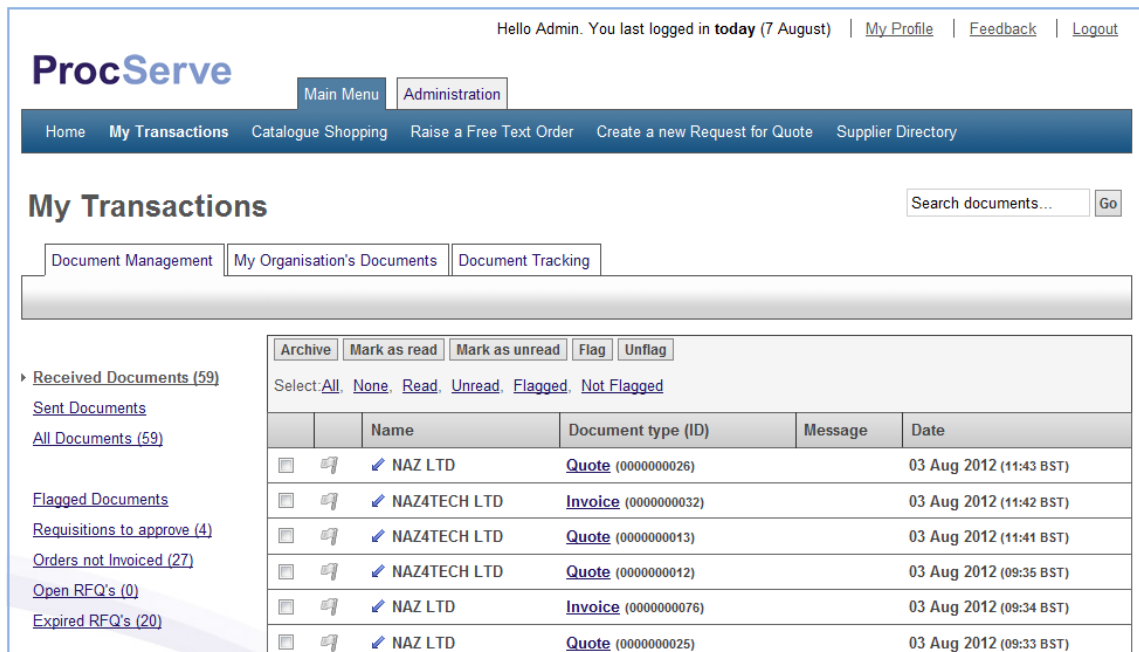 Hello Admin. You last logged in today (7 August) | My Profile | Feedback | Logout
ProcServe
Main Menu Administration
Home My Transactions Catalogue Shopping Raise a Free Text Order Create a new Request for Quote Supplier Directory
My Transactions
Search documents... Go
Document Management My Organisation's Documents Document Tracking
Archive Mark as read Mark as unread Flag Unflag
Select:All, None, Read, Unread, Flagged, Not Flagged
Received Documents (59)
Sent Documents
All Documents (59)
Flagged Documents
Requisitions to approve (4)
Orders not Invoiced (27)
Open RFQ's (0)
Expired RFQ's (20)
Name Document type (ID) Message Date
NAZ LTD Quote (0000000026) 03 Aug 2012 (11:43 BST)
NAZ4TECH LTD Invoice (0000000032) 03 Aug 2012 (11:42 BST)
NAZ4TECH LTD Quote (0000000013) 03 Aug 2012 (11:41 BST)
NAZ4TECH LTD Quote (0000000012) 03 Aug 2012 (09:35 BST)
NAZ LTD Invoice (0000000076) 03 Aug 2012 (09:34 BST)
NAZ LTD Quote (0000000025) 03 Aug 2012 (09:33 BST)